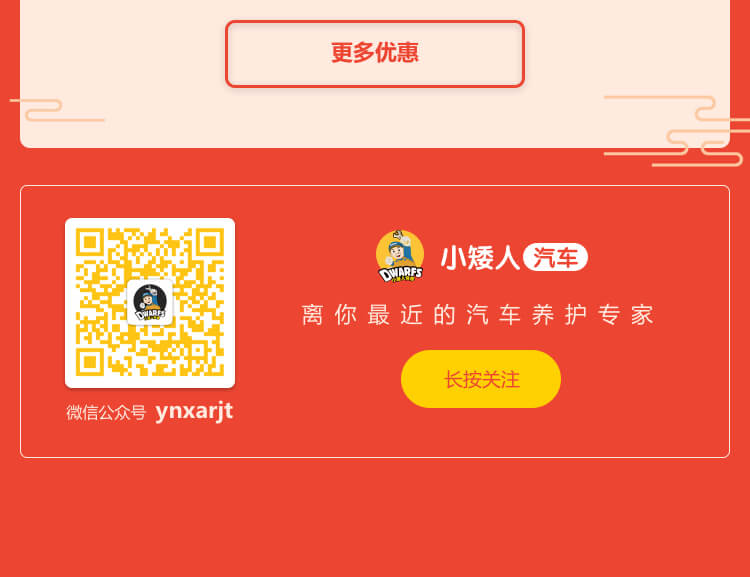 更多优惠
DWARFS
小矮人汽车
离你最近的汽车养护专家
长按关注
DWARFS
微信公众号 ynxarjt